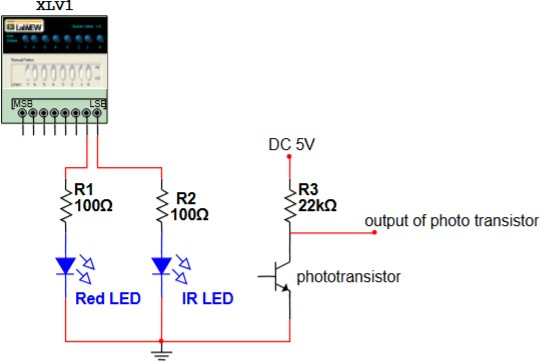 XLV1
LabVIEW
[MSB
LSB]
DC 5V
R1
100Ω
R2
100Ω
R3
22kΩ
output of photo transistor
phototransistor
Red LED
IR LED